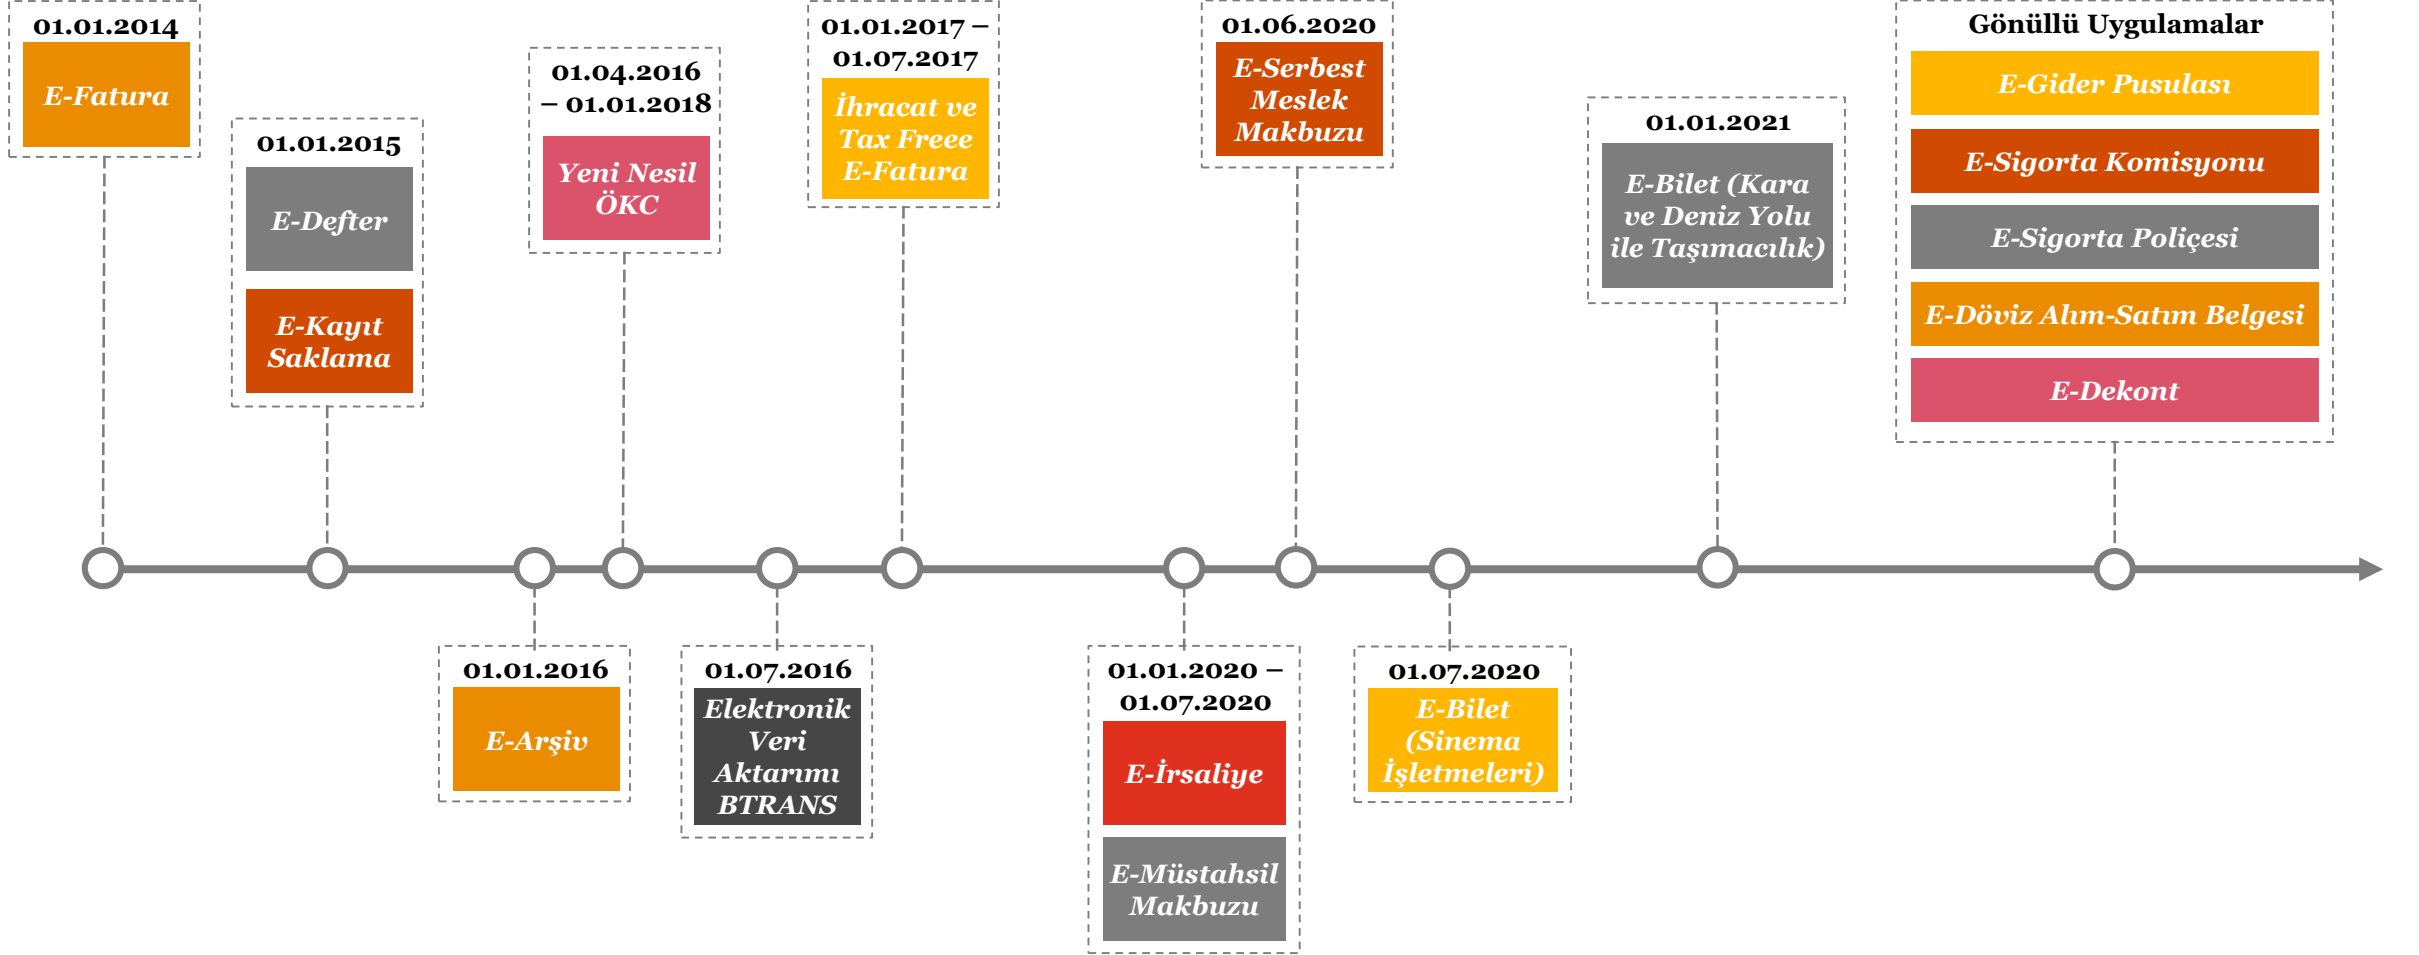 01.01.2014
E-Fatura
01.01.2015
E-Defter
E-Kayıt
Saklama
01.01.2016
E-Arşiv
01.04.2016
– 01.01.2018
Yeni Nesil
ÖKC
01.07.2016
Elektronik
Veri
Aktarımı
BTRANS
01.01.2017 –
01.07.2017
İhracat ve
Tax Freee
E-Fatura
01.01.2020 –
01.07.2020
E-İrsaliye
E-Müstahsil
Makbuzu
01.06.2020
E-Serbest
Meslek
Makbuzu
01.07.2020
E-Bilet
(Sinema
İşletmeleri)
01.01.2021
E-Bilet (Kara
ve Deniz Yolu
ile Taşımacılık)
Gönüllü Uygulamalar
E-Gider Pusulası
E-Sigorta Komisyonu
E-Sigorta Poliçesi
E-Döviz Alım-Satım Belgesi
E-Dekont